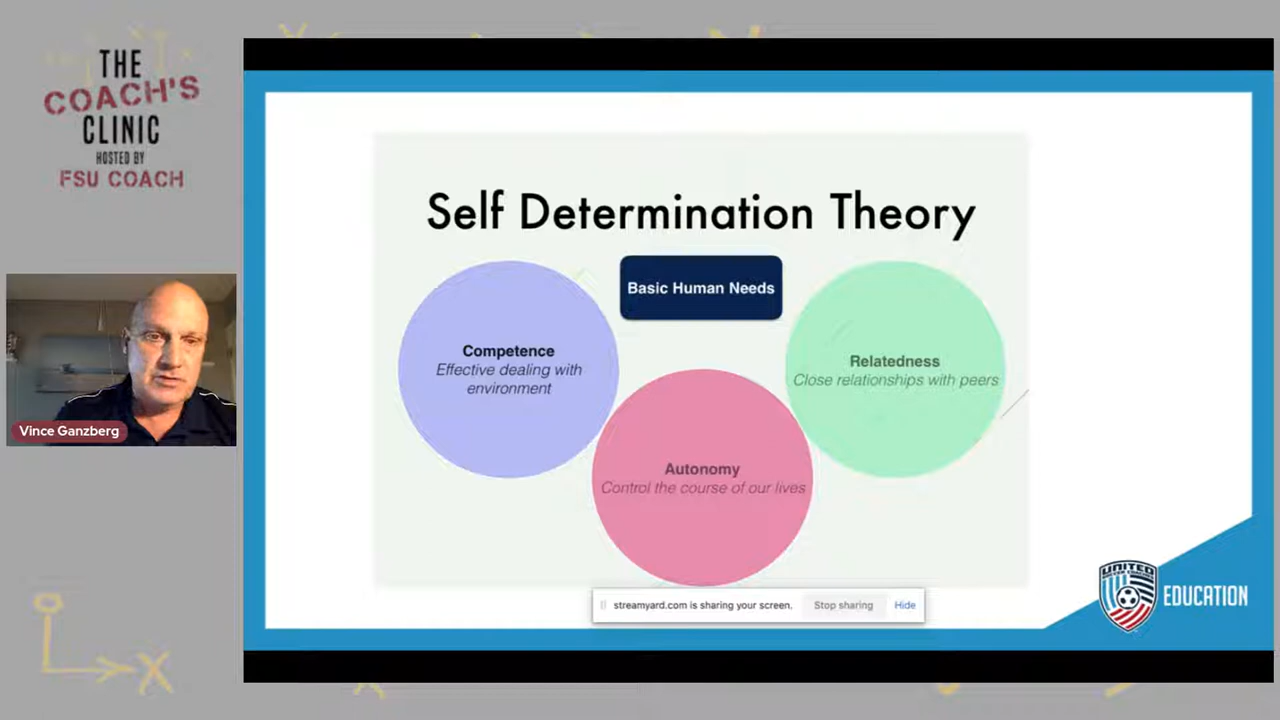 THE
COACH'S
CLINIC
HOSTED BY
FSU COACH
Vince Ganzberg
Self Determination Theory
Basic Human Needs
Competence
Effective dealing with
environment
Relatedness
Close relationships with peers
Autonomy
Control the course of our lives
streamyard.com is sharing your screen.
Stop sharing
Hide
UNITED
EDUCATION